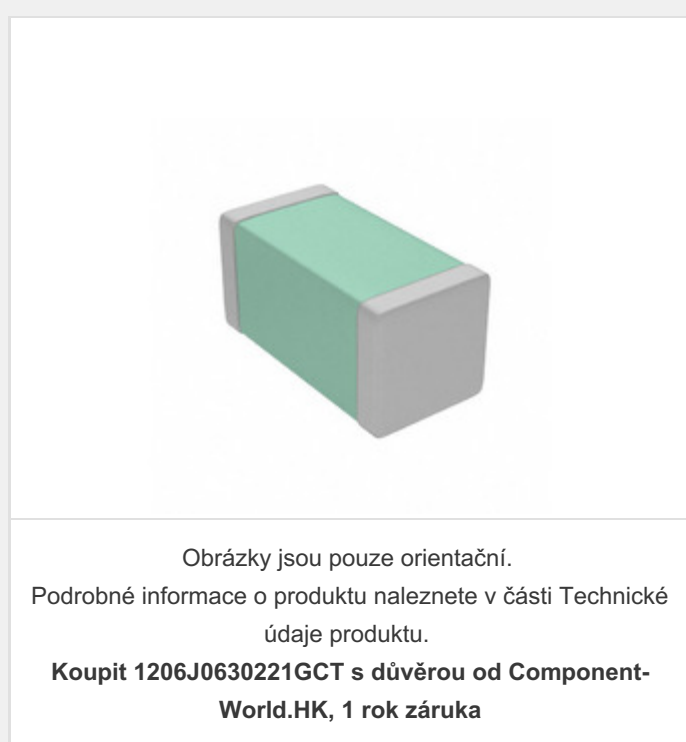 Obrázky jsou pouze orientační.
Podrobné informace o produktu naleznete v části Technické
údaje produktu.
Koupit 1206J0630221GCT s důvěrou od Component-
World.HK, 1 rok záruka